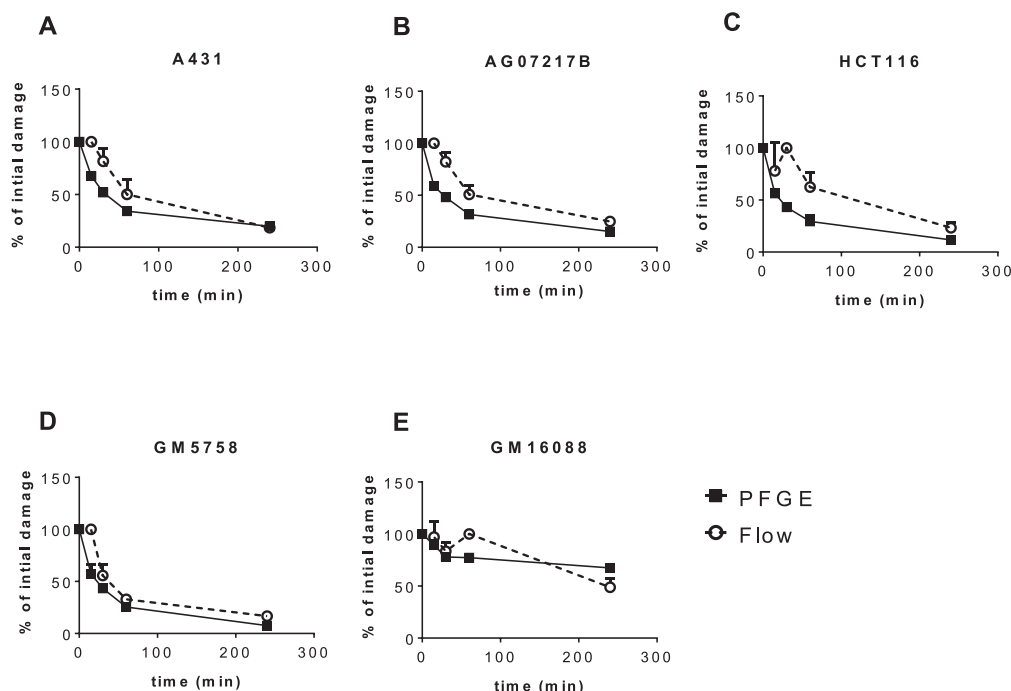 A
A431
% of intial damage
150
100
50
0
0 100 200 300
time (min)
B
AG07217B
% of intial damage
150
100
50
0
0 100 200 300
time (min)
C
HCT116
% of intial damage
150
100
50
0
0 100 200 300
time (min)
D
GM5758
% of intial damage
150
100
50
0
0 100 200 300
time (min)
E
GM16088
% of intial damage
150
100
50
0
0 100 200 300
time (min)
PFGE
Flow